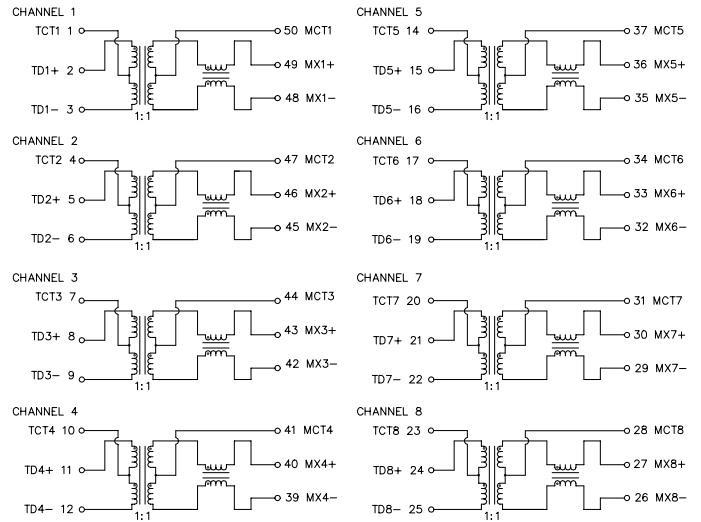 CHANNEL 1
TCT1 1
50 MCT1
TD1+ 2
49 MX1+
TD1- 3
48 MX1-
1:1
CHANNEL 2
TCT2 4
47 MCT2
TD2+ 5
46 MX2+
TD2- 6
45 MX2-
1:1
CHANNEL 3
TCT3 7
44 MCT3
TD3+ 8
43 MX3+
TD3- 9
42 MX3-
1:1
CHANNEL 4
TCT4 10
41 MCT4
TD4+ 11
40 MX4+
TD4- 12
39 MX4-
1:1
CHANNEL 5
TCT5 14
37 MCT5
TD5+ 15
36 MX5+
TD5- 16
35 MX5-
1:1
CHANNEL 6
TCT6 17
34 MCT6
TD6+ 18
33 MX6+
TD6- 19
32 MX6-
1:1
CHANNEL 7
TCT7 20
31 MCT7
TD7+ 21
30 MX7+
TD7- 22
29 MX7-
1:1
CHANNEL 8
TCT8 23
28 MCT8
TD8+ 24
27 MX8+
TD8- 25
26 MX8-
1:1